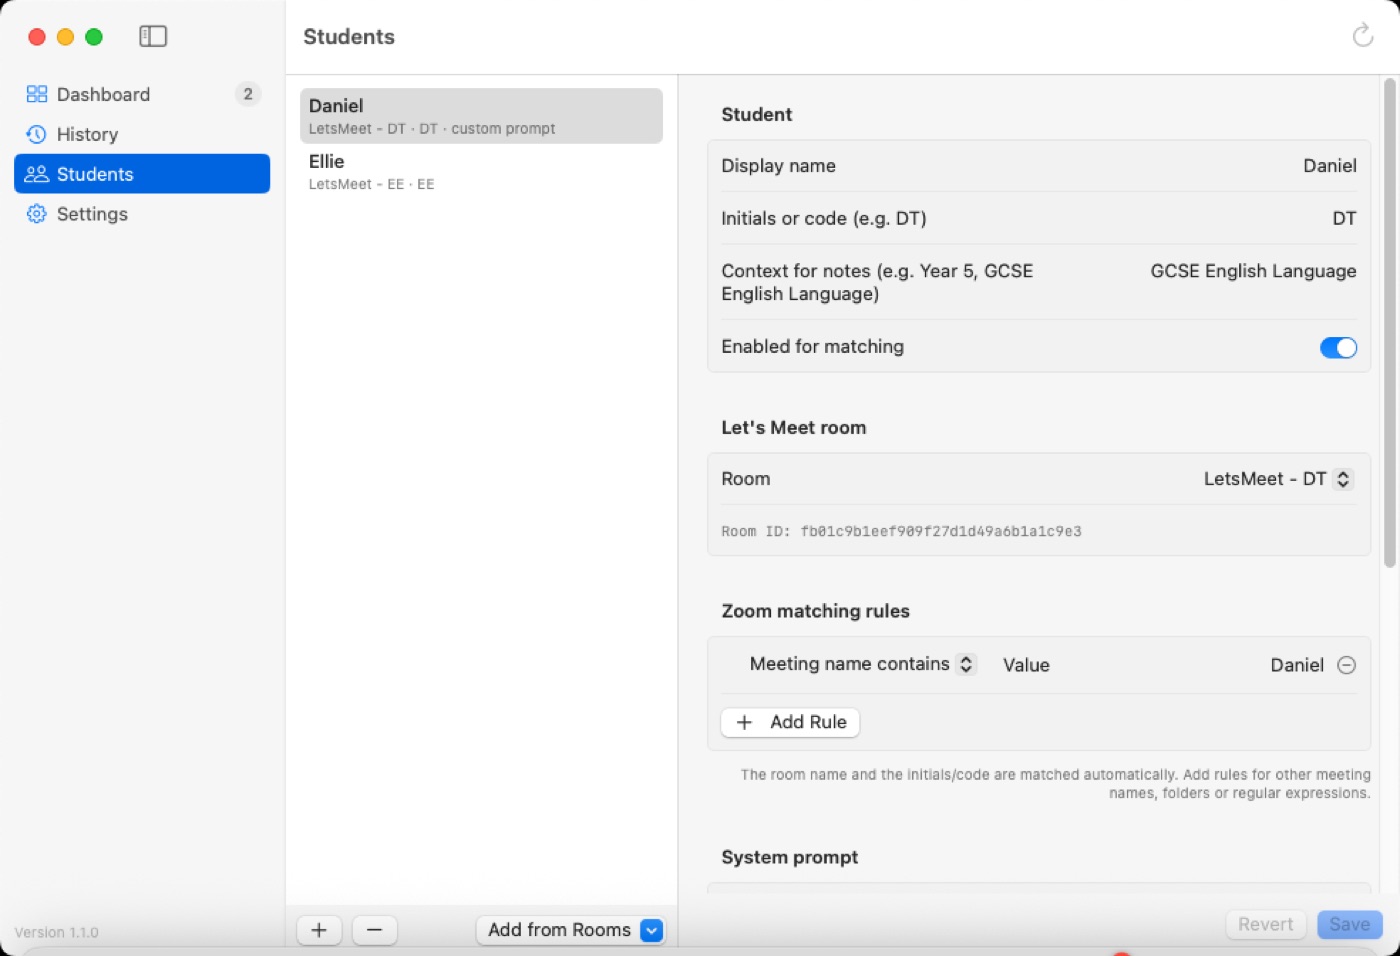 Students
Dashboard
2
History
Students
Settings
Version 1.1.0
Daniel
LetsMeet - DT · DT · custom prompt
Ellie
LetsMeet - EE · EE
Add from Rooms
Student
Display name
Daniel
Initials or code (e.g. DT)
DT
Context for notes (e.g. Year 5, GCSE
English Language)
GCSE English Language
Enabled for matching
Let's Meet room
Room
LetsMeet - DT
Room ID: fb01c9b1eef909f27d1d49a6b1a1c9e3
Zoom matching rules
Meeting name contains
Value
Daniel
Add Rule
The room name and the initials/code are matched automatically. Add rules for other meeting
names, folders or regular expressions.
System prompt
Revert
Save